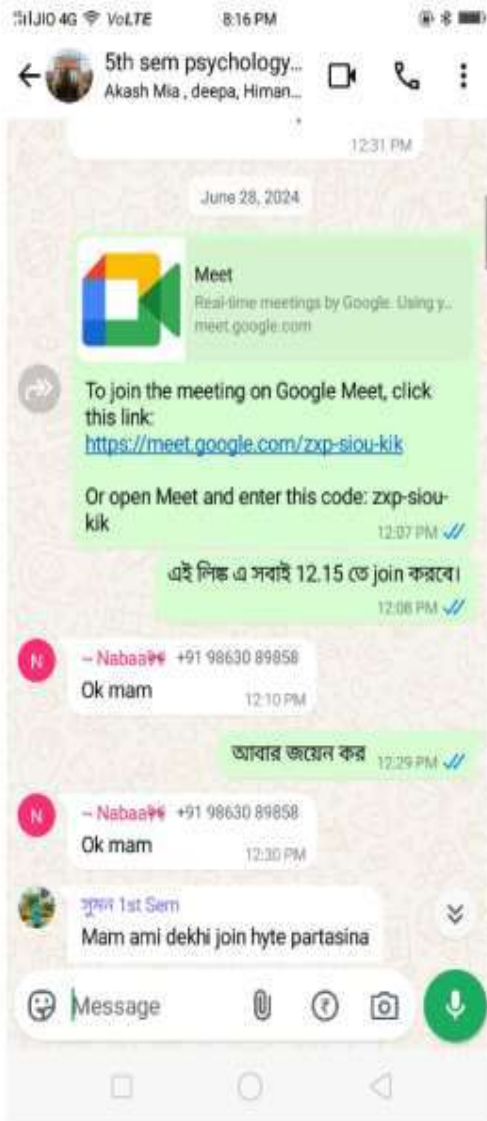 JIO 4G VoLTE 8:16 PM
5th sem psychology...
Akash Mia , deepa, Himan...
12:31 PM
June 28, 2024
Meet
Real-time meetings by Google. Using y...
meet.google.com
To join the meeting on Google Meet, click
this link:
https://meet.google.com/zxp-siou-kik
Or open Meet and enter this code: zxp-siou-
kik
12:07 PM
এই লিঙ্ক এ সবাই 12.15 তে join করবে।
12:08 PM
N
~ Nabaa +91 98630 89858
Ok mam
12:10 PM
আবার জয়েন কর 12:29 PM
N
~ Nabaa +91 98630 89858
Ok mam
12:30 PM
সুমন 1st Sem
Mam ami dekhi join hyte partasina
Message